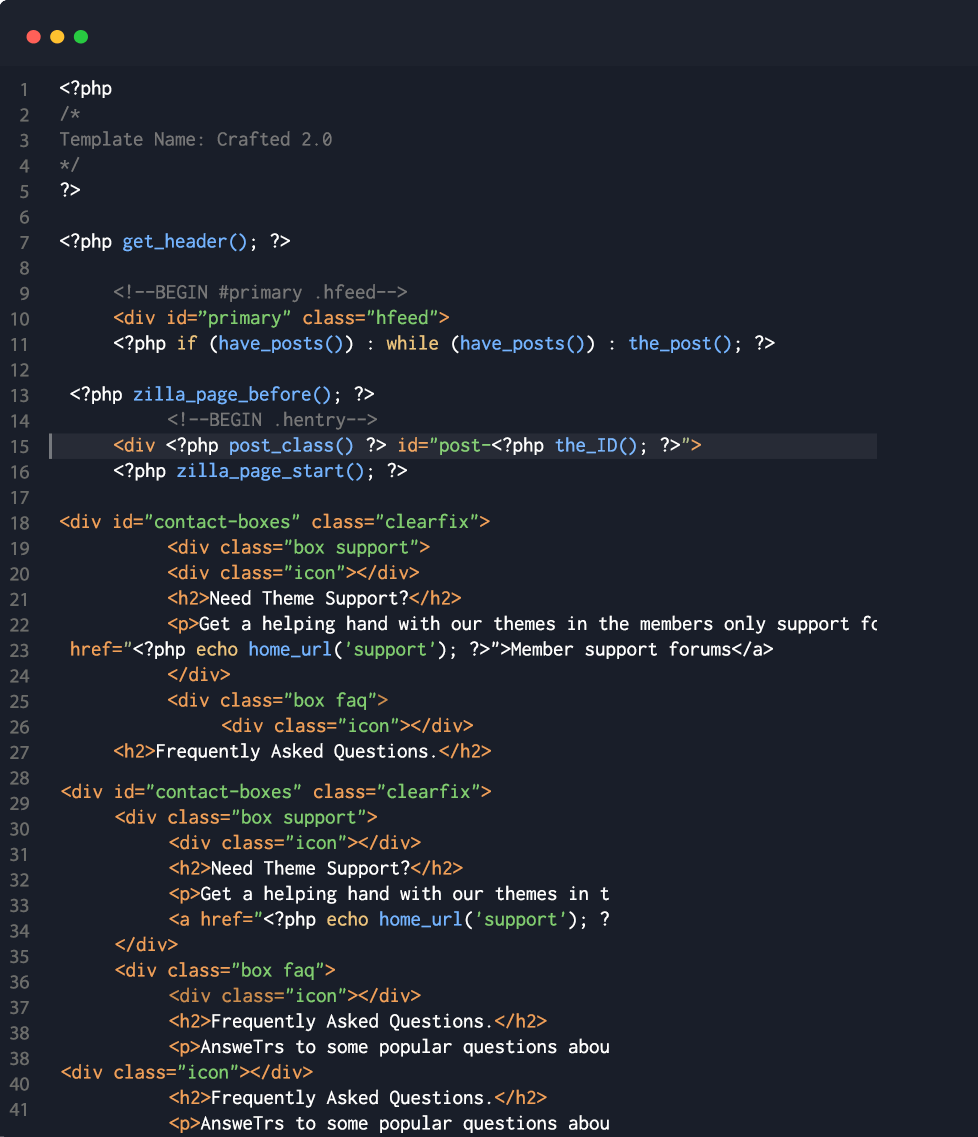 1 <?php
2 /*
3 Template Name: Crafted 2.0
4 */
5 ?>
6
7 <?php get_header(); ?>
8
9 <!--BEGIN #primary .hfeed-->
10 <div id=”primary" class="hfeed">
11 <?php if (have_posts()) : while (have_posts()) : the_post(); ?>
12
13 <?php zilla_page_before(); ?>
14 <!--BEGIN .hentry-->
15 <div <?php post_class() ?> id="post-<?php the_ID(); ?>">
16 <?php zilla_page_start(); ?>
17
18 <div id="contact-boxes" class="clearfix">
19 <div class="box support">
20 <div class="icon"></div>
21 <h2>Need Theme Support?</h2>
22 <p>Get a helping hand with our themes in the members only support fo
23 href="<?php echo home_url('support'); ?>”>Member support forums</a>
24 </div>
25 <div class="box faq">
26 <div class="icon"></div>
27 <h2>Frequently Asked Questions.</h2>
28 <div id="contact-boxes" class="clearfix">
29 <div class="box support">
30 <div class="icon"></div>
31 <h2>Need Theme Support?</h2>
32 <p>Get a helping hand with our themes in t
33 <a href="<?php echo home_url('support'); ?
34 </div>
35 <div class="box faq">
36 <div class="icon"></div>
37 <h2>Frequently Asked Questions.</h2>
38 <p>AnsweTrs to some popular questions abou
38 <div class="icon"></div>
40 <h2>Frequently Asked Questions.</h2>
41 <p>AnsweTrs to some popular questions abou